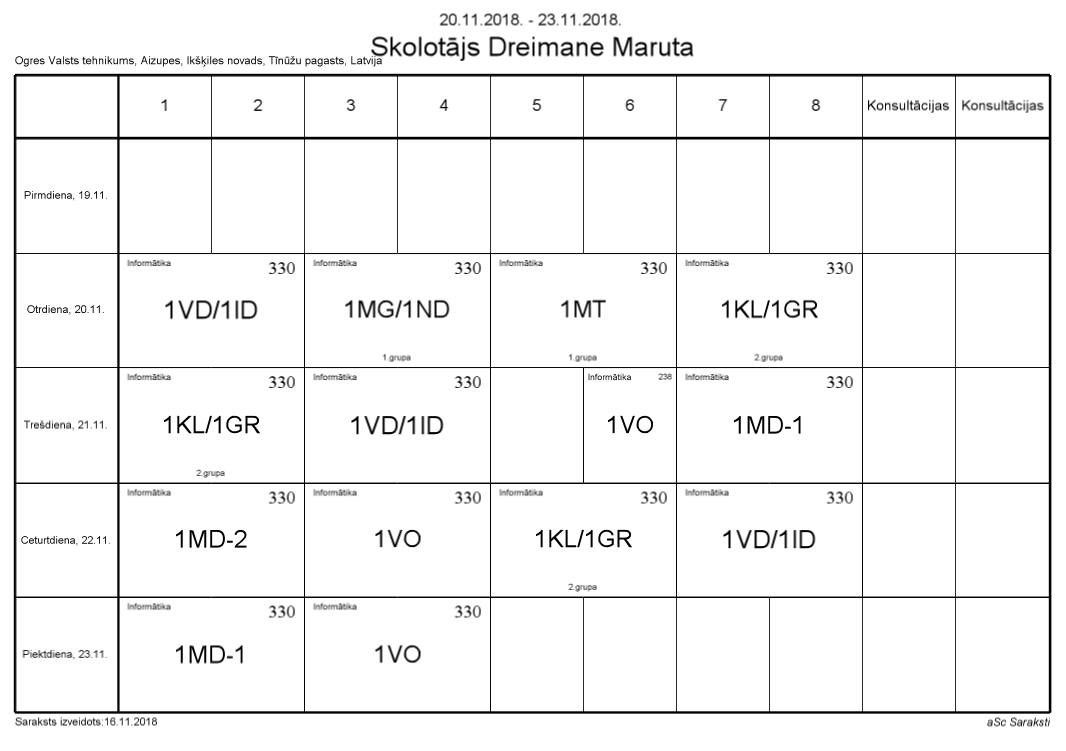 20.11.2018. - 23.11.2018.
Skolotājs Dreimane Maruta
Ogres Valsts tehnikums, Aizupes, Ikšķiles novads, Tīnūžu pagasts, Latvija
1 2 3 4 5 6 7 8 Konsultācijas Konsultācijas
Pirmdiena, 19.11.
Informātika 330 Informātika 330 Informātika 330 Informātika 330
Otrdiena, 20.11. 1VD/1ID 1MG/1ND 1MT 1KL/1GR
1.grupa 1.grupa 2.grupa
Informātika 330 Informātika 330 Informātika 238 Informātika 330
Trešdiena, 21.11. 1KL/1GR 1VD/1ID 1VO 1MD-1
2.grupa
Informātika 330 Informātika 330 Informātika 330 Informātika 330
Ceturtdiena, 22.11. 1MD-2 1VO 1KL/1GR 1VD/1ID
2.grupa
Informātika 330 Informātika 330
Piektdiena, 23.11. 1MD-1 1VO
Saraksts izveidots:16.11.2018 aSc Saraksti